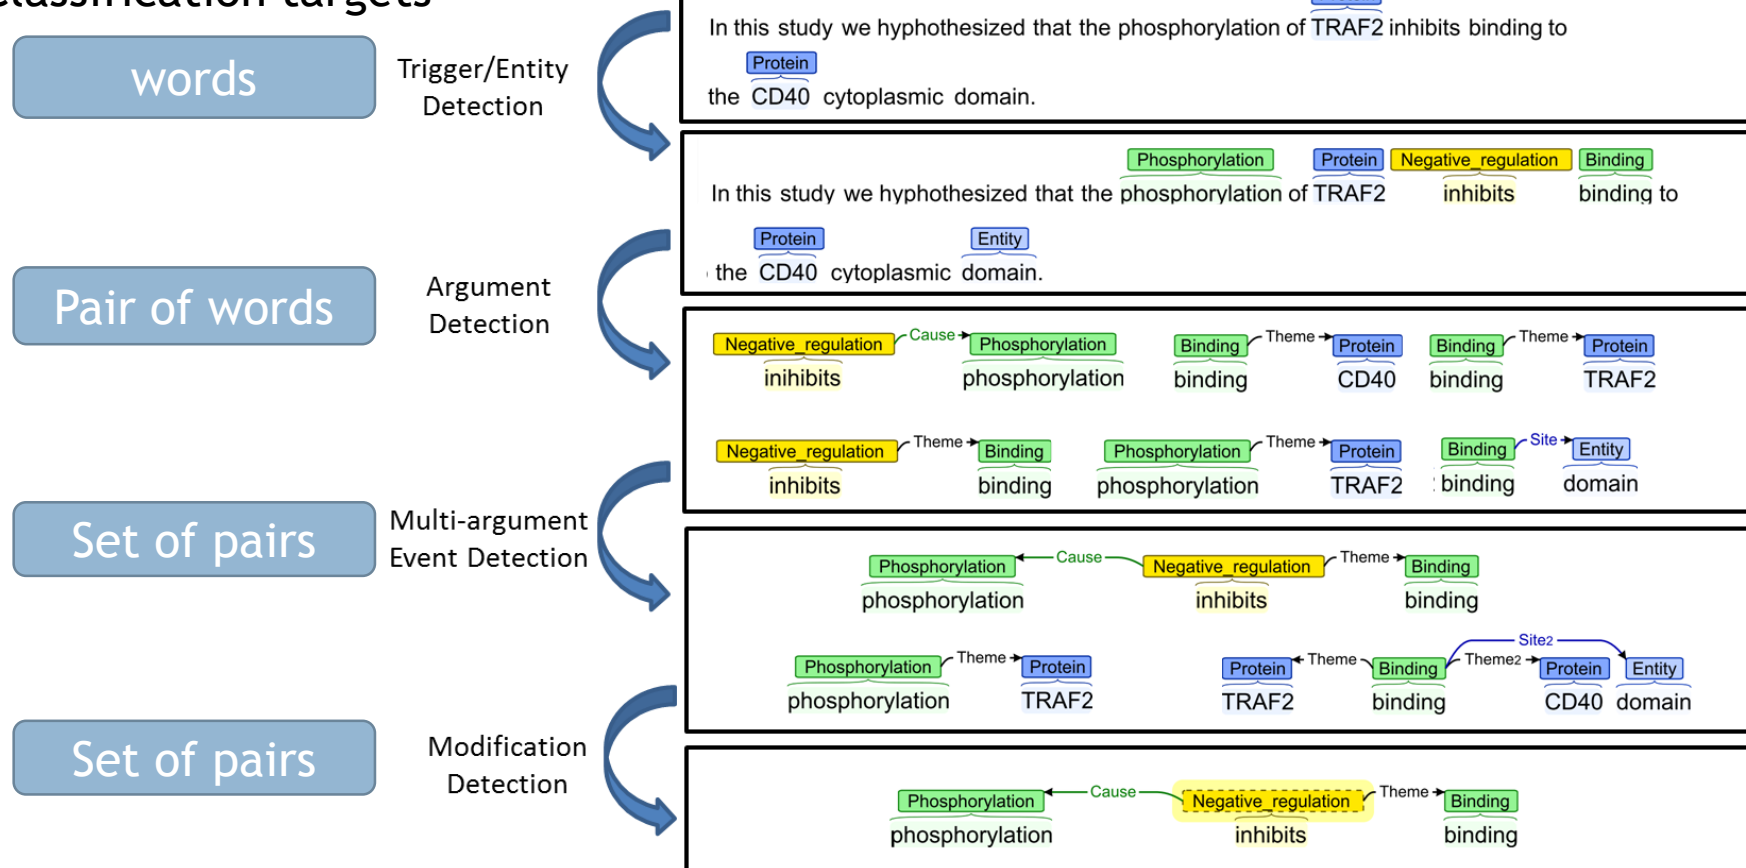 classification targets
words
Trigger/Entity
Detection
Protein
In this study we hyphothesized that the phosphorylation of TRAF2 inhibits binding to
Protein
the CD40 cytoplasmic domain.
Phosphorylation Protein Negative_regulation Binding
In this study we hyphothesized that the phosphorylation of TRAF2 inhibits binding to
Protein Entity
the CD40 cytoplasmic domain.
Pair of words
Argument
Detection
Negative_regulation Cause Phosphorylation Binding Theme Protein Binding Theme Protein
inihibits phosphorylation binding CD40 binding TRAF2
Negative_regulation Theme Binding Phosphorylation Theme Protein Binding Site Entity
inhibits binding phosphorylation TRAF2 binding domain
Set of pairs
Multi-argument
Event Detection
Phosphorylation Cause Negative_regulation Theme Binding
phosphorylation inhibits binding
Site2
Phosphorylation Theme Protein Protein Theme Binding Theme2 Protein Entity
phosphorylation TRAF2 TRAF2 binding CD40 domain
Set of pairs
Modification
Detection
Phosphorylation Cause Negative_regulation Theme Binding
phosphorylation inhibits binding